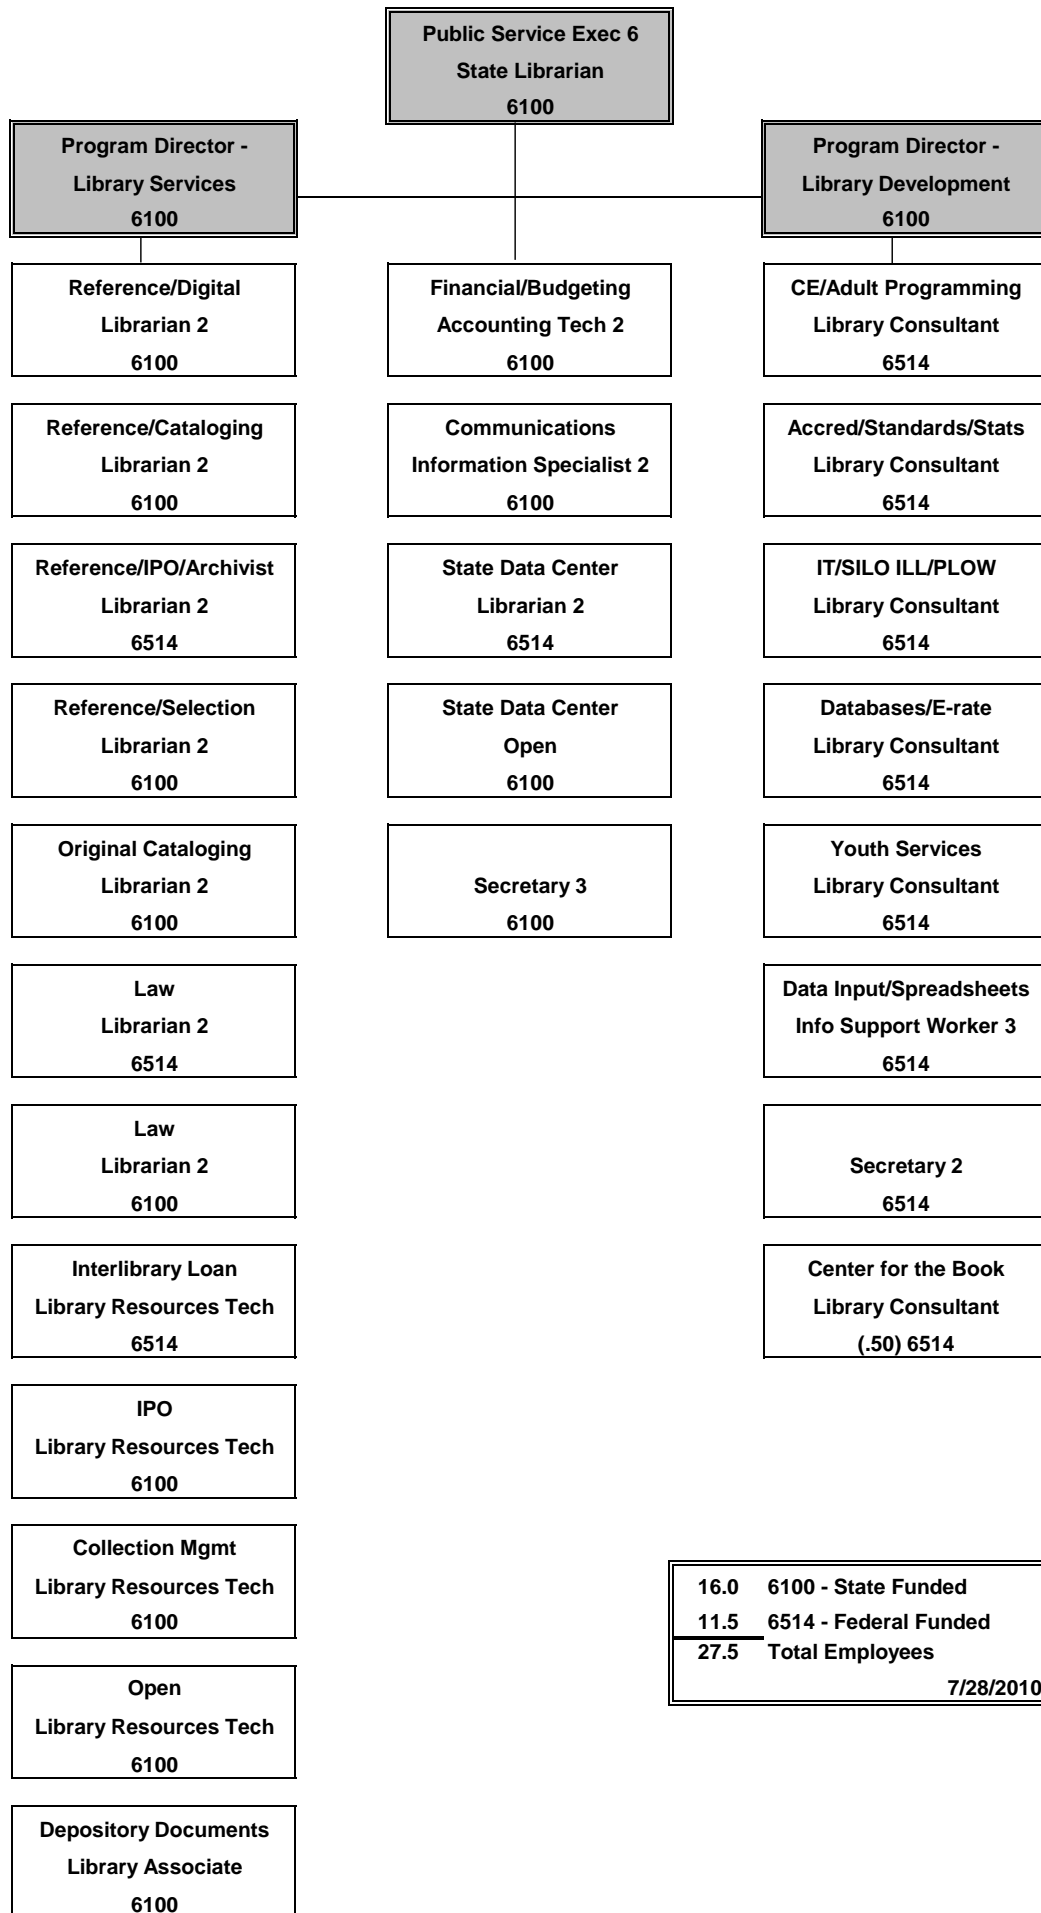 Public Service Exec 6
State Librarian
6100
Program Director -
Library Services
6100
Program Director -
Library Development
6100
Reference/Digital
Librarian 2
6100
Financial/Budgeting
Accounting Tech 2
6100
CE/Adult Programming
Library Consultant
6514
Reference/Cataloging
Librarian 2
6100
Communications
Information Specialist 2
6100
Accred/Standards/Stats
Library Consultant
6514
Reference/IPO/Archivist
Librarian 2
6514
State Data Center
Librarian 2
6514
IT/SILO ILL/PLOW
Library Consultant
6514
Reference/Selection
Librarian 2
6100
State Data Center
Open
6100
Databases/E-rate
Library Consultant
6514
Original Cataloging
Librarian 2
6100
Secretary 3
6100
Youth Services
Library Consultant
6514
Law
Librarian 2
6514
Data Input/Spreadsheets
Info Support Worker 3
6514
Law
Librarian 2
6100
Secretary 2
6514
Interlibrary Loan
Library Resources Tech
6514
Center for the Book
Library Consultant
(.50) 6514
IPO
Library Resources Tech
6100
Collection Mgmt
Library Resources Tech
6100
16.0 6100 - State Funded
11.5 6514 - Federal Funded
27.5 Total Employees
7/28/2010
Open
Library Resources Tech
6100
Depository Documents
Library Associate
6100